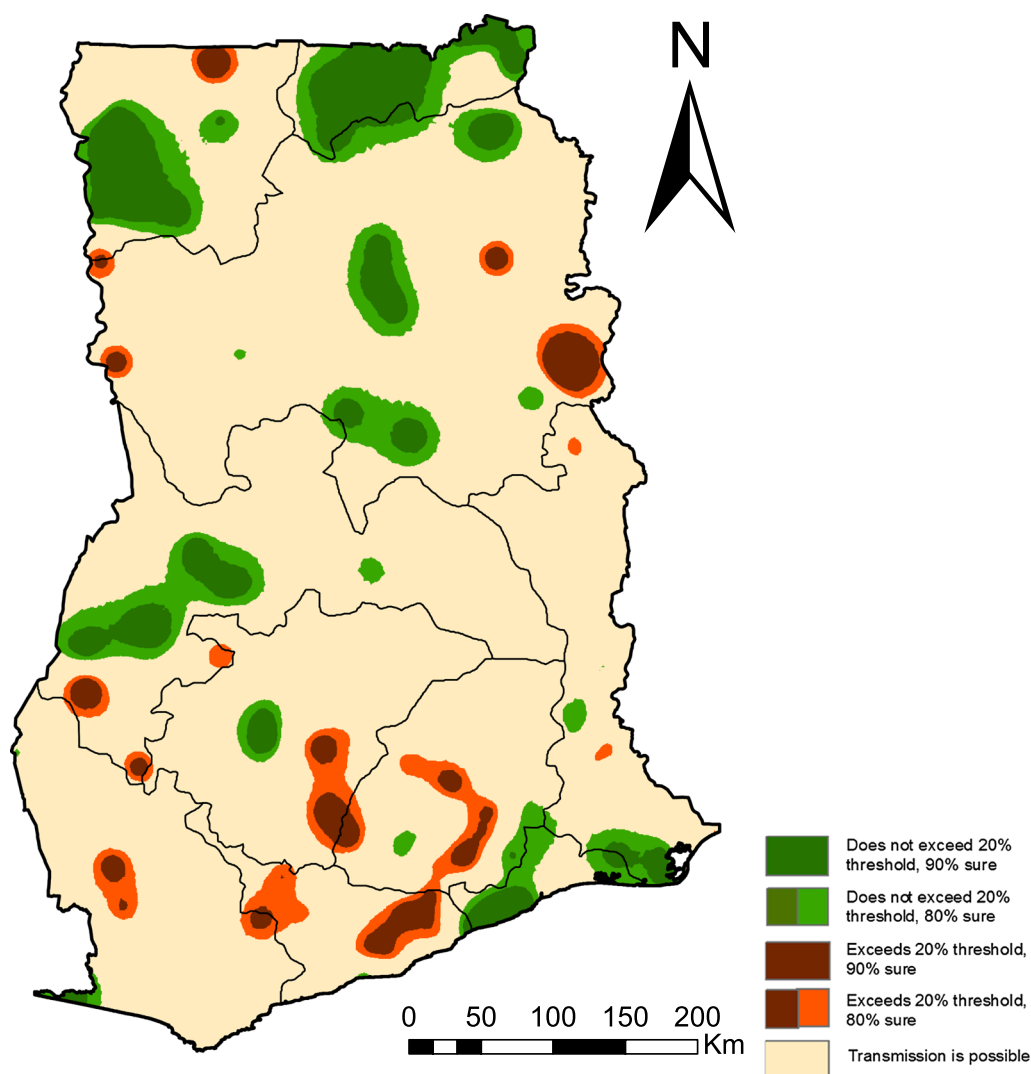 N
Does not exceed 20%
threshold, 90% sure
Does not exceed 20%
threshold, 80% sure
Exceeds 20% threshold,
90% sure
Exceeds 20% threshold,
80% sure
Transmission is possible
0 50 100 150 200
Km